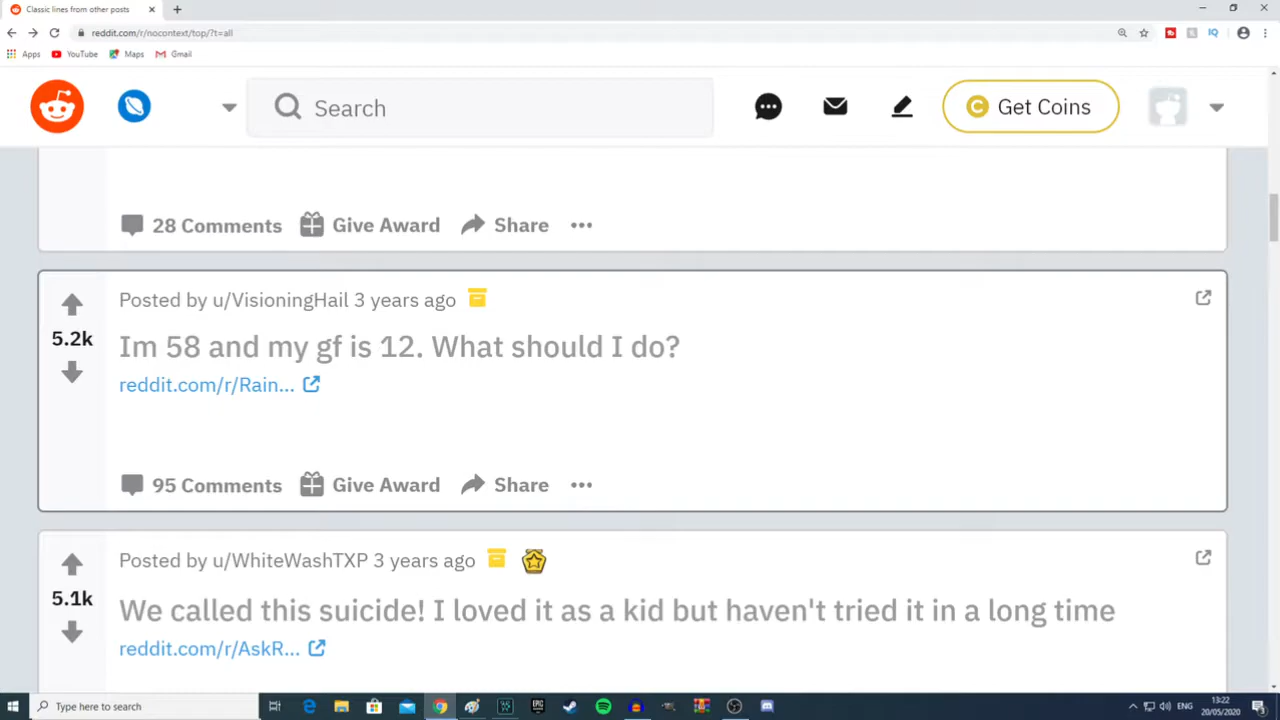 Classic lines from other posts
reddit.com/r/nocontext/top/?t=all
Apps YouTube Maps Gmail
Search
Get Coins
28 Comments Give Award Share
Posted by u/VisioningHail 3 years ago
5.2k
Im 58 and my gf is 12. What should I do?
reddit.com/r/Rain...
95 Comments Give Award Share
Posted by u/WhiteWashTXP 3 years ago
5.1k
We called this suicide! I loved it as a kid but haven't tried it in a long time
reddit.com/r/AskR...
Type here to search
ENG
13:22
20/05/2020